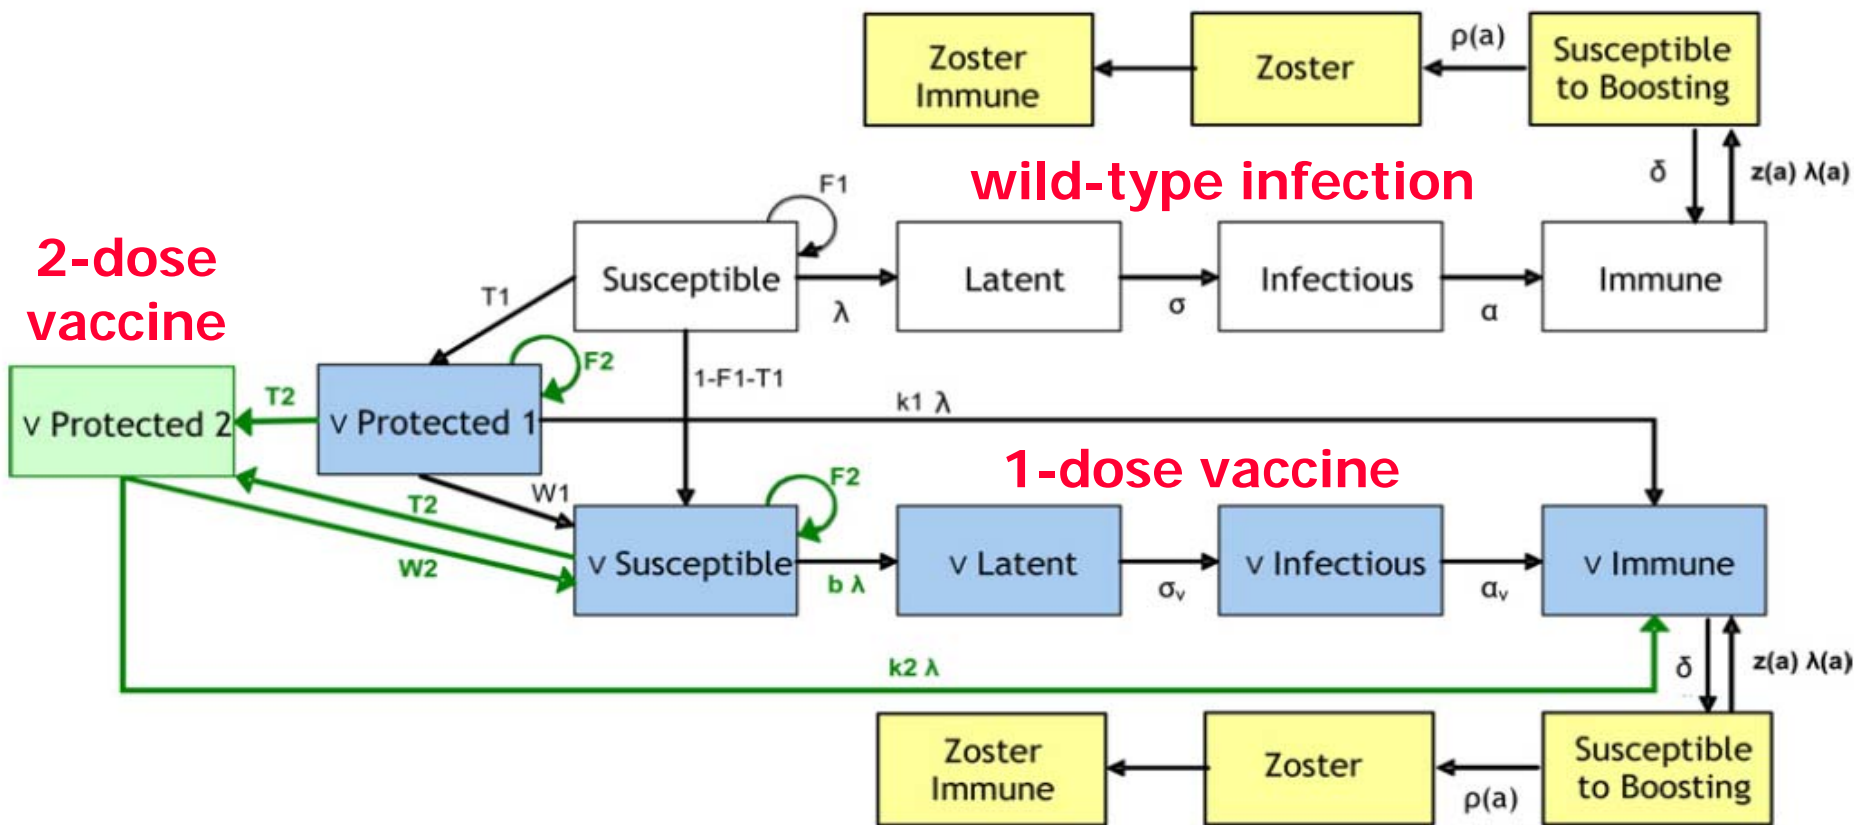 Zoster
Immune
Zoster
ρ(a)
Susceptible
to Boosting
wild-type infection
δ
z(a) λ(a)
F1
2-dose
vaccine
T1
Susceptible
λ
Latent
σ
Infectious
α
Immune
F2
1-F1-T1
k1 λ
T2
v Protected 2
v Protected 1
1-dose vaccine
W1
F2
T2
W2
v Susceptible
b λ
v Latent
σv
v Infectious
αv
v Immune
k2 λ
δ
z(a) λ(a)
Zoster
Immune
Zoster
ρ(a)
Susceptible
to Boosting